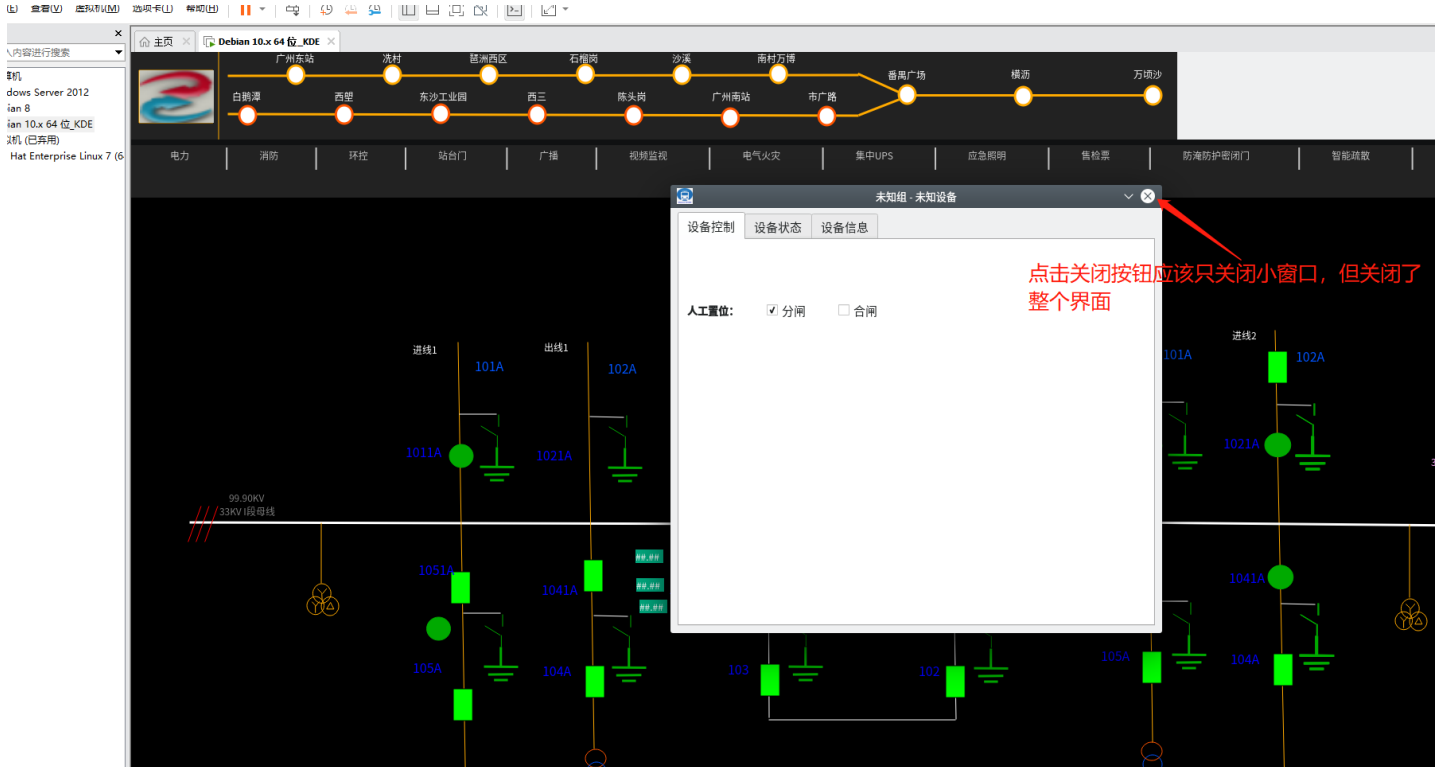 查看(V) 虚拟机(M) 选项卡(T) 帮助(H)
内容进行搜索
主页
Debian 10.x 64 位_KDE
dows Server 2012
ian 8
ian 10.x 64 位_KDE
(已弃用)
Hat Enterprise Linux 7 (6
广州东站 冼村 琶洲西区 石榴岗 沙溪 南村万博
番禺广场 横沥 万顷沙
白鹅潭 西塱 东沙工业园 西三 陈头岗 广州南站 市广路
电力 消防 环控 站台门 广播 视频监视 电气火灾 集中UPS 应急照明 售检票 防淹防护密闭门 智能疏散
未知组 - 未知设备
设备控制 设备状态 设备信息
点击关闭按钮应该只关闭小窗口，但关闭了
整个界面
人工置位: 分闸 合闸
进线1 出线1 进线2
101A 102A 101A 102A
1011A 1021A 1021A
99.90KV
33KV I段母线
##.##
1051A 1041A ##.## 1041A
##.##
105A 104A 103 102 105A 104A